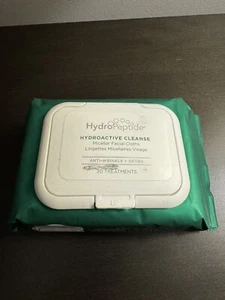 HydroPeptide
HYDROACTIVE CLEANSE
Micellar Facial Cloths
Lingettes Micellaires Visage
ANTI-WRINKLE + DETOX
30 TREATMENTS